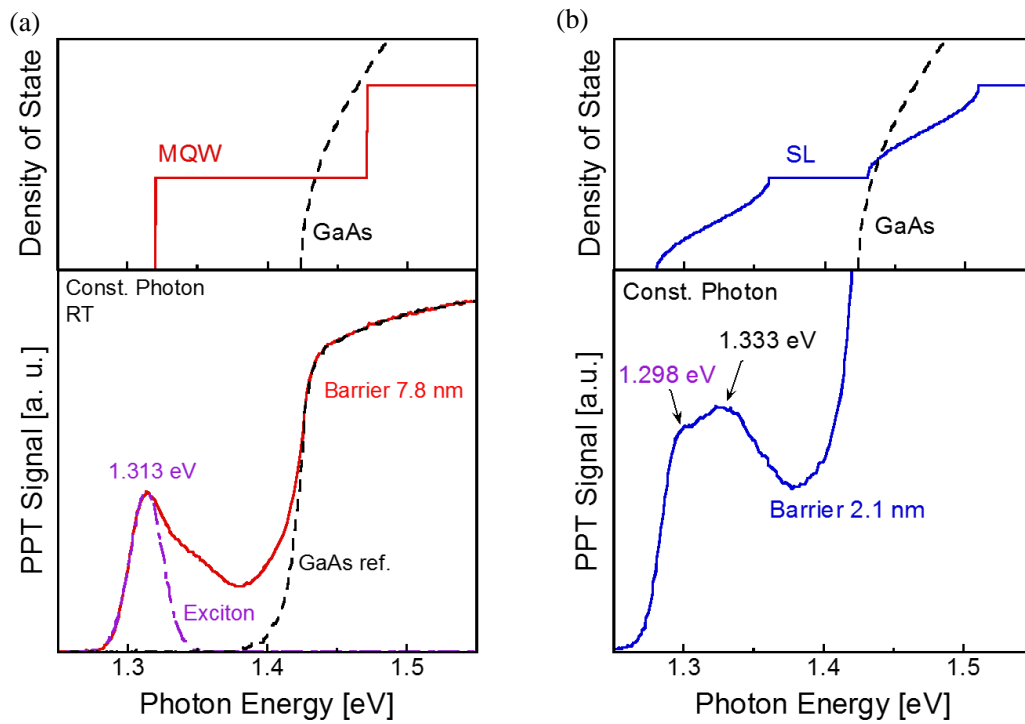 (a)
Density of State
MQW
GaAs
Const. Photon
RT
PPT Signal [a. u.]
Barrier 7.8 nm
1.313 eV
GaAs ref.
Exciton
1.3
1.4
1.5
Photon Energy [eV]
(b)
Density of State
SL
GaAs
Const. Photon
1.333 eV
1.298 eV
PPT Signal [a.u.]
Barrier 2.1 nm
1.3
1.4
1.5
Photon Energy [eV]